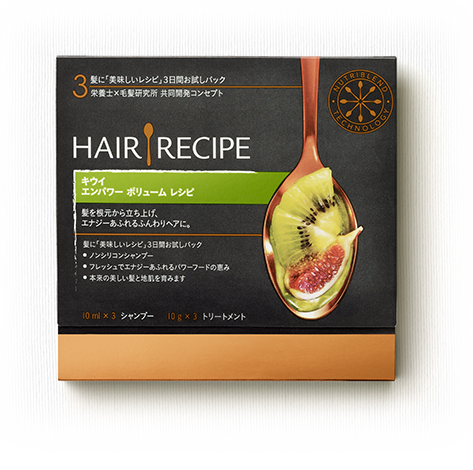 3 髪に「美味しいレシピ」3日間お試しパック
栄養士×毛髪研究所 共同開発コンセプト
NUTRIBLEND TECHNOLOGY
HAIR RECIPE
キウイ
エンパワー ボリューム レシピ
髪を根元から立ち上げ、
エナジーあふれるふんわりヘアに。
髪に「美味しいレシピ」3日間お試しパック
●ノンシリコンシャンプー
●フレッシュでエナジーあふれるパワーフードの恵み
●本来の美しい髪と地肌を育みます
10 ml × 3 シャンプー 10 g × 3 トリートメント